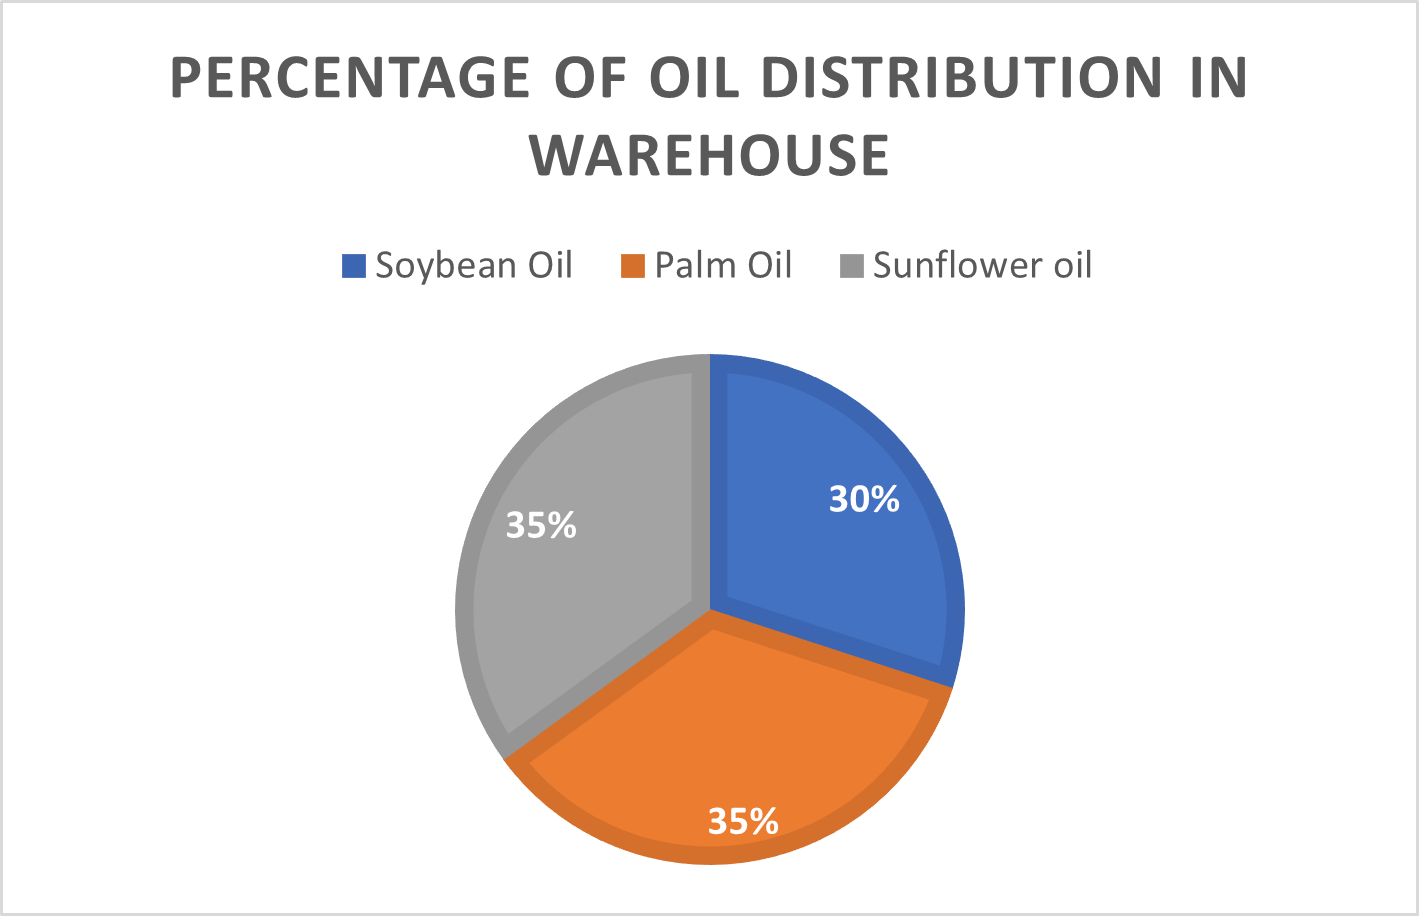 PERCENTAGE OF OIL DISTRIBUTION IN
WAREHOUSE
Soybean Oil Palm Oil Sunflower oil
30%
35%
35%